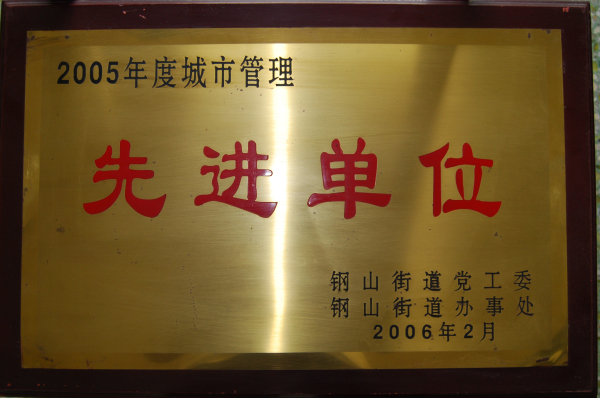 2005年度城市管理
先进单位
钢山街道党工委
钢山街道办事处
2006年2月